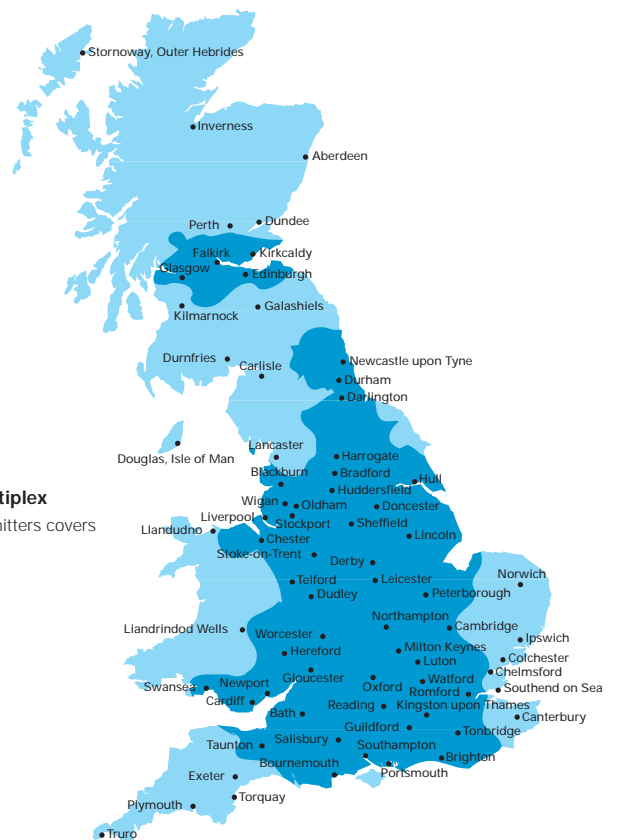 Stornoway, Outer Hebrides
Inverness
Aberdeen
Dundee
Perth
Falkirk
Kirkcaldy
Glasgow
Edinburgh
Galashiels
Kilmarnock
Durnfries
Newcastle upon Tyne
Carlisle
Durham
Darlington
Lancaster
Douglas, Isle of Man
Harrogate
Blackburn
Bradford
Hull
Huddersfield
tiplex
Wigan
Oldham
Doncester
Liverpool
Stockport
Sheffield
nitters covers
Llandudno
Chester
Lincoln
Stoke-on-Trent
Derby
Norwich
Telford
Leicester
Dudley
Peterborough
Northampton
Cambridge
Llandrindod Wells
Worcester
Ipswich
Milton Keynes
Hereford
Luton
Colchester
Chelmsford
Gloucester
Watford
Swansea
Newport
Oxford
Romford
Southend on Sea
Cardiff
Reading
Kingston upon Thames
Bath
Canterbury
Guildford
Tonbridge
Taunton
Salisbury
Southampton
Brighton
Bournemouth
Portsmouth
Exeter
Torquay
Plymouth
Truro